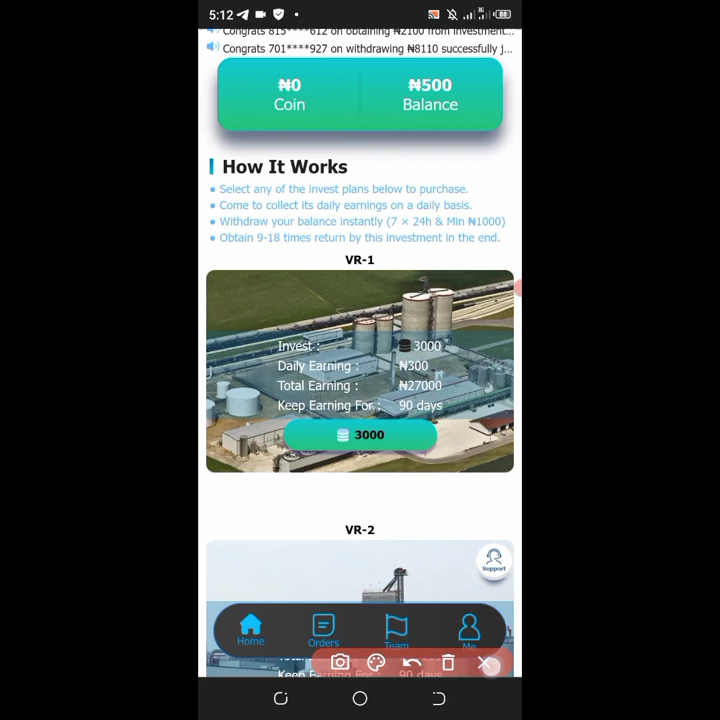 5:12
88
Congrats 815****612 on obtaining ₦2100 from investment...
Congrats 701****927 on withdrawing ₦8110 successfully j...
₦0
₦500
Coin
Balance
How It Works
• Select any of the invest plans below to purchase.
• Come to collect its daily earnings on a daily basis.
• Withdraw your balance instantly (7 × 24h & Min ₦1000)
• Obtain 9-18 times return by this investment in the end.
VR-1
Invest : 3000
Daily Earning : ₦300
Total Earning : ₦27000
Keep Earning For : 90 days
3000
VR-2
Support
Home
Orders
Team
Me
Keep Earning For : 90 days